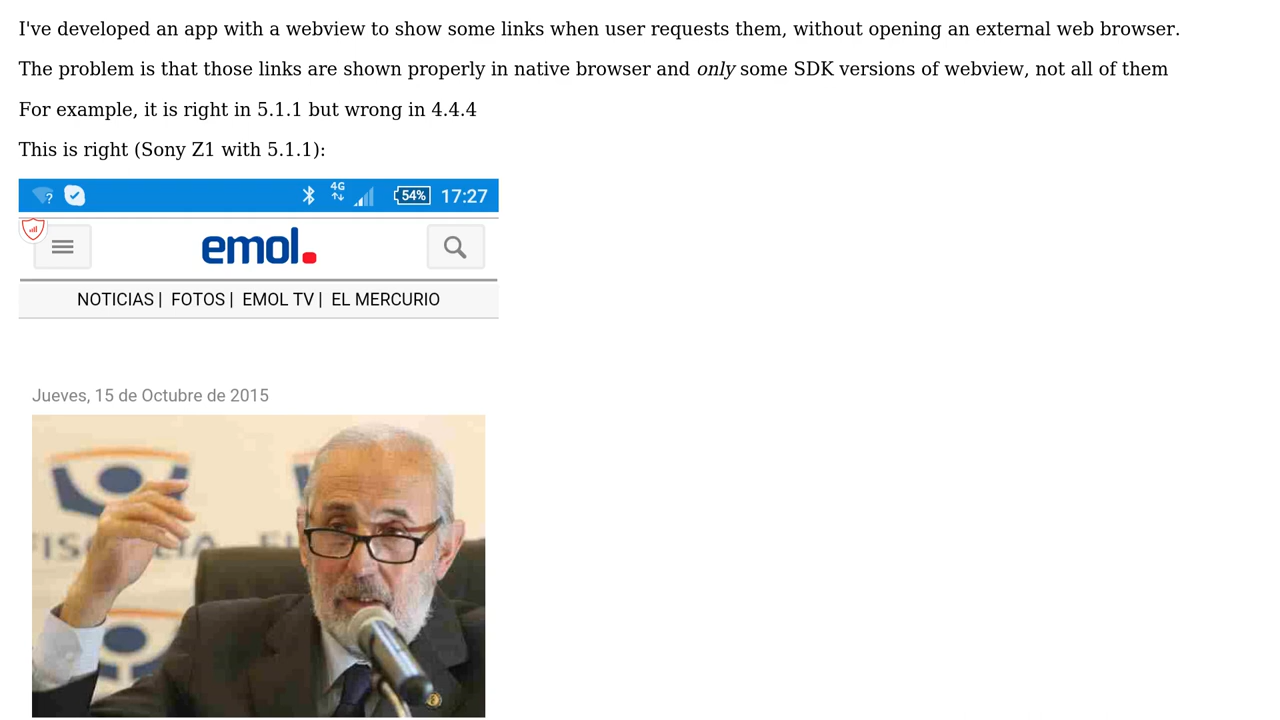 I've developed an app with a webview to show some links when user requests them, without opening an external web browser.
The problem is that those links are shown properly in native browser and only some SDK versions of webview, not all of them
For example, it is right in 5.1.1 but wrong in 4.4.4
This is right (Sony Z1 with 5.1.1):
? 4G 54% 17:27
emol.
NOTICIAS | FOTOS | EMOL TV | EL MERCURIO
Jueves, 15 de Octubre de 2015